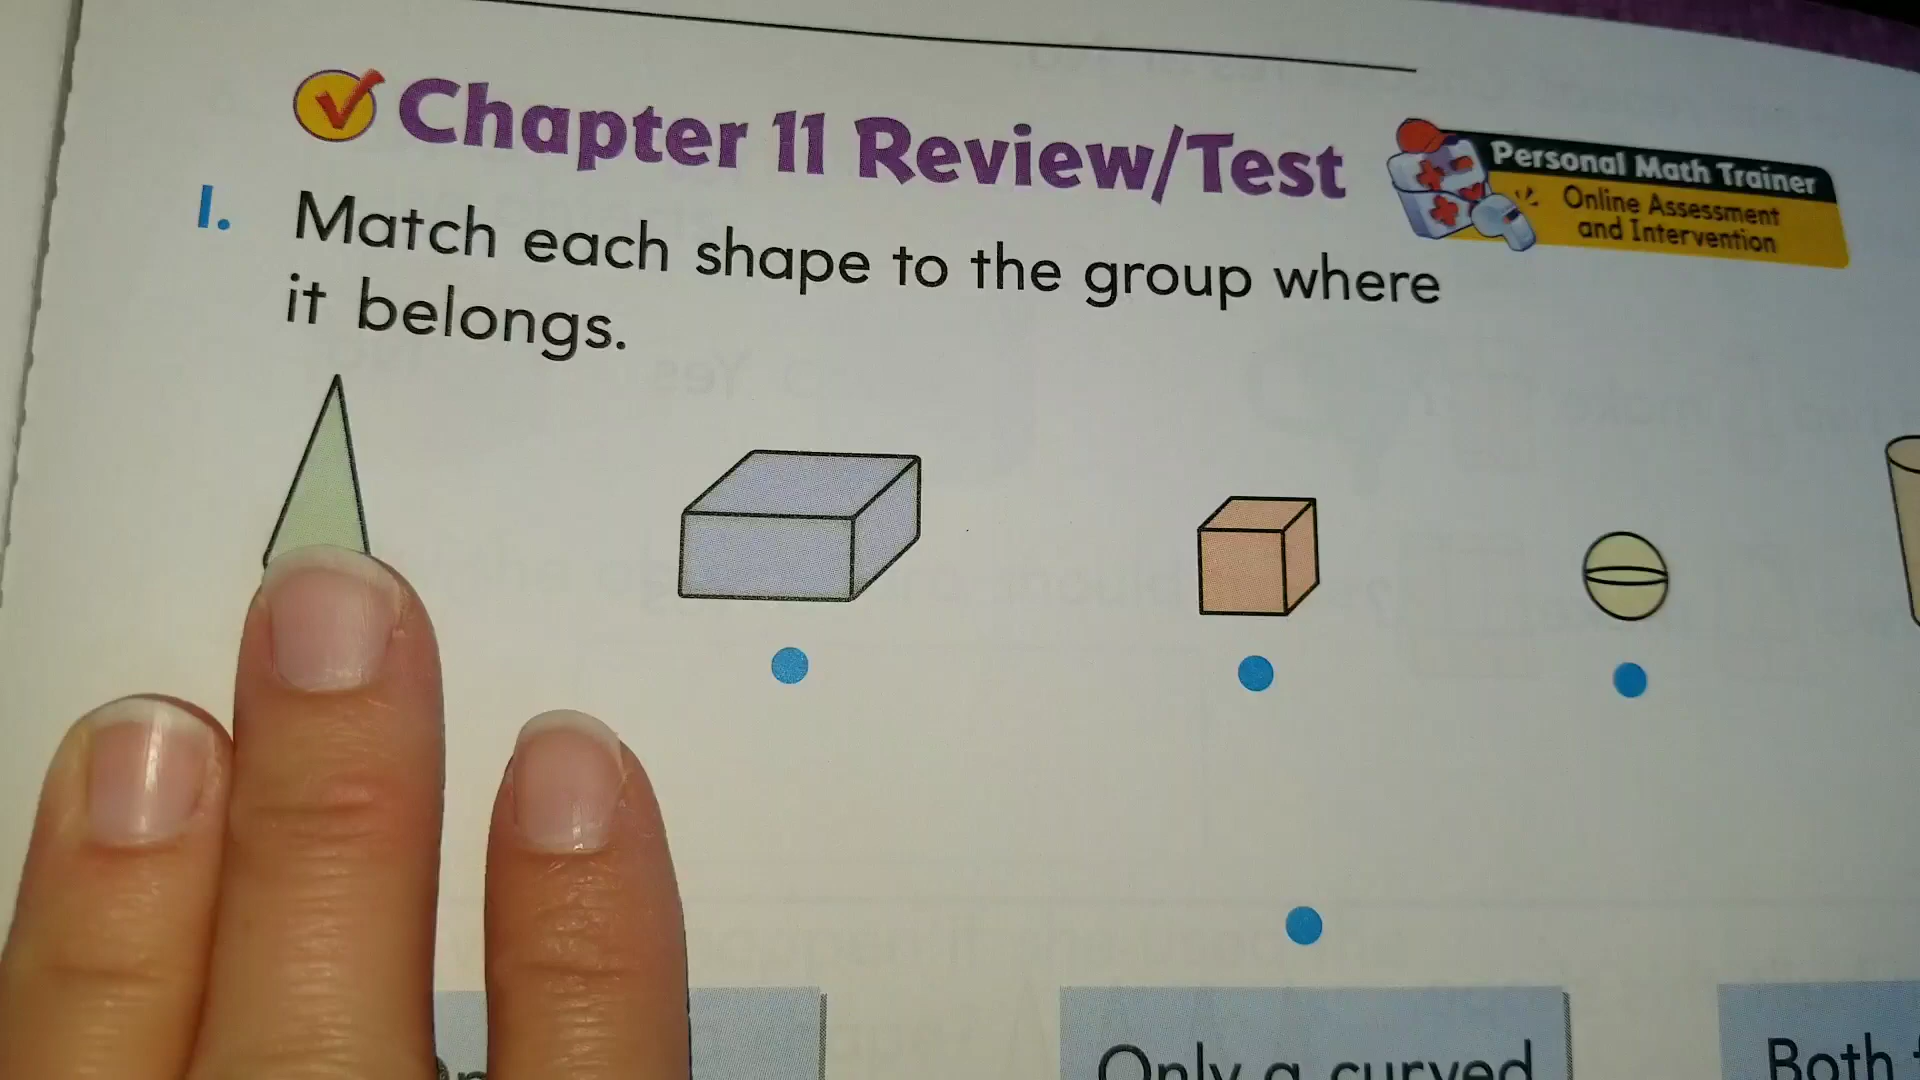 Chapter 11 Review/Test
Personal Math Trainer
Online Assessment
and Intervention
1. Match each shape to the group where
it belongs.
Only a curved
Both